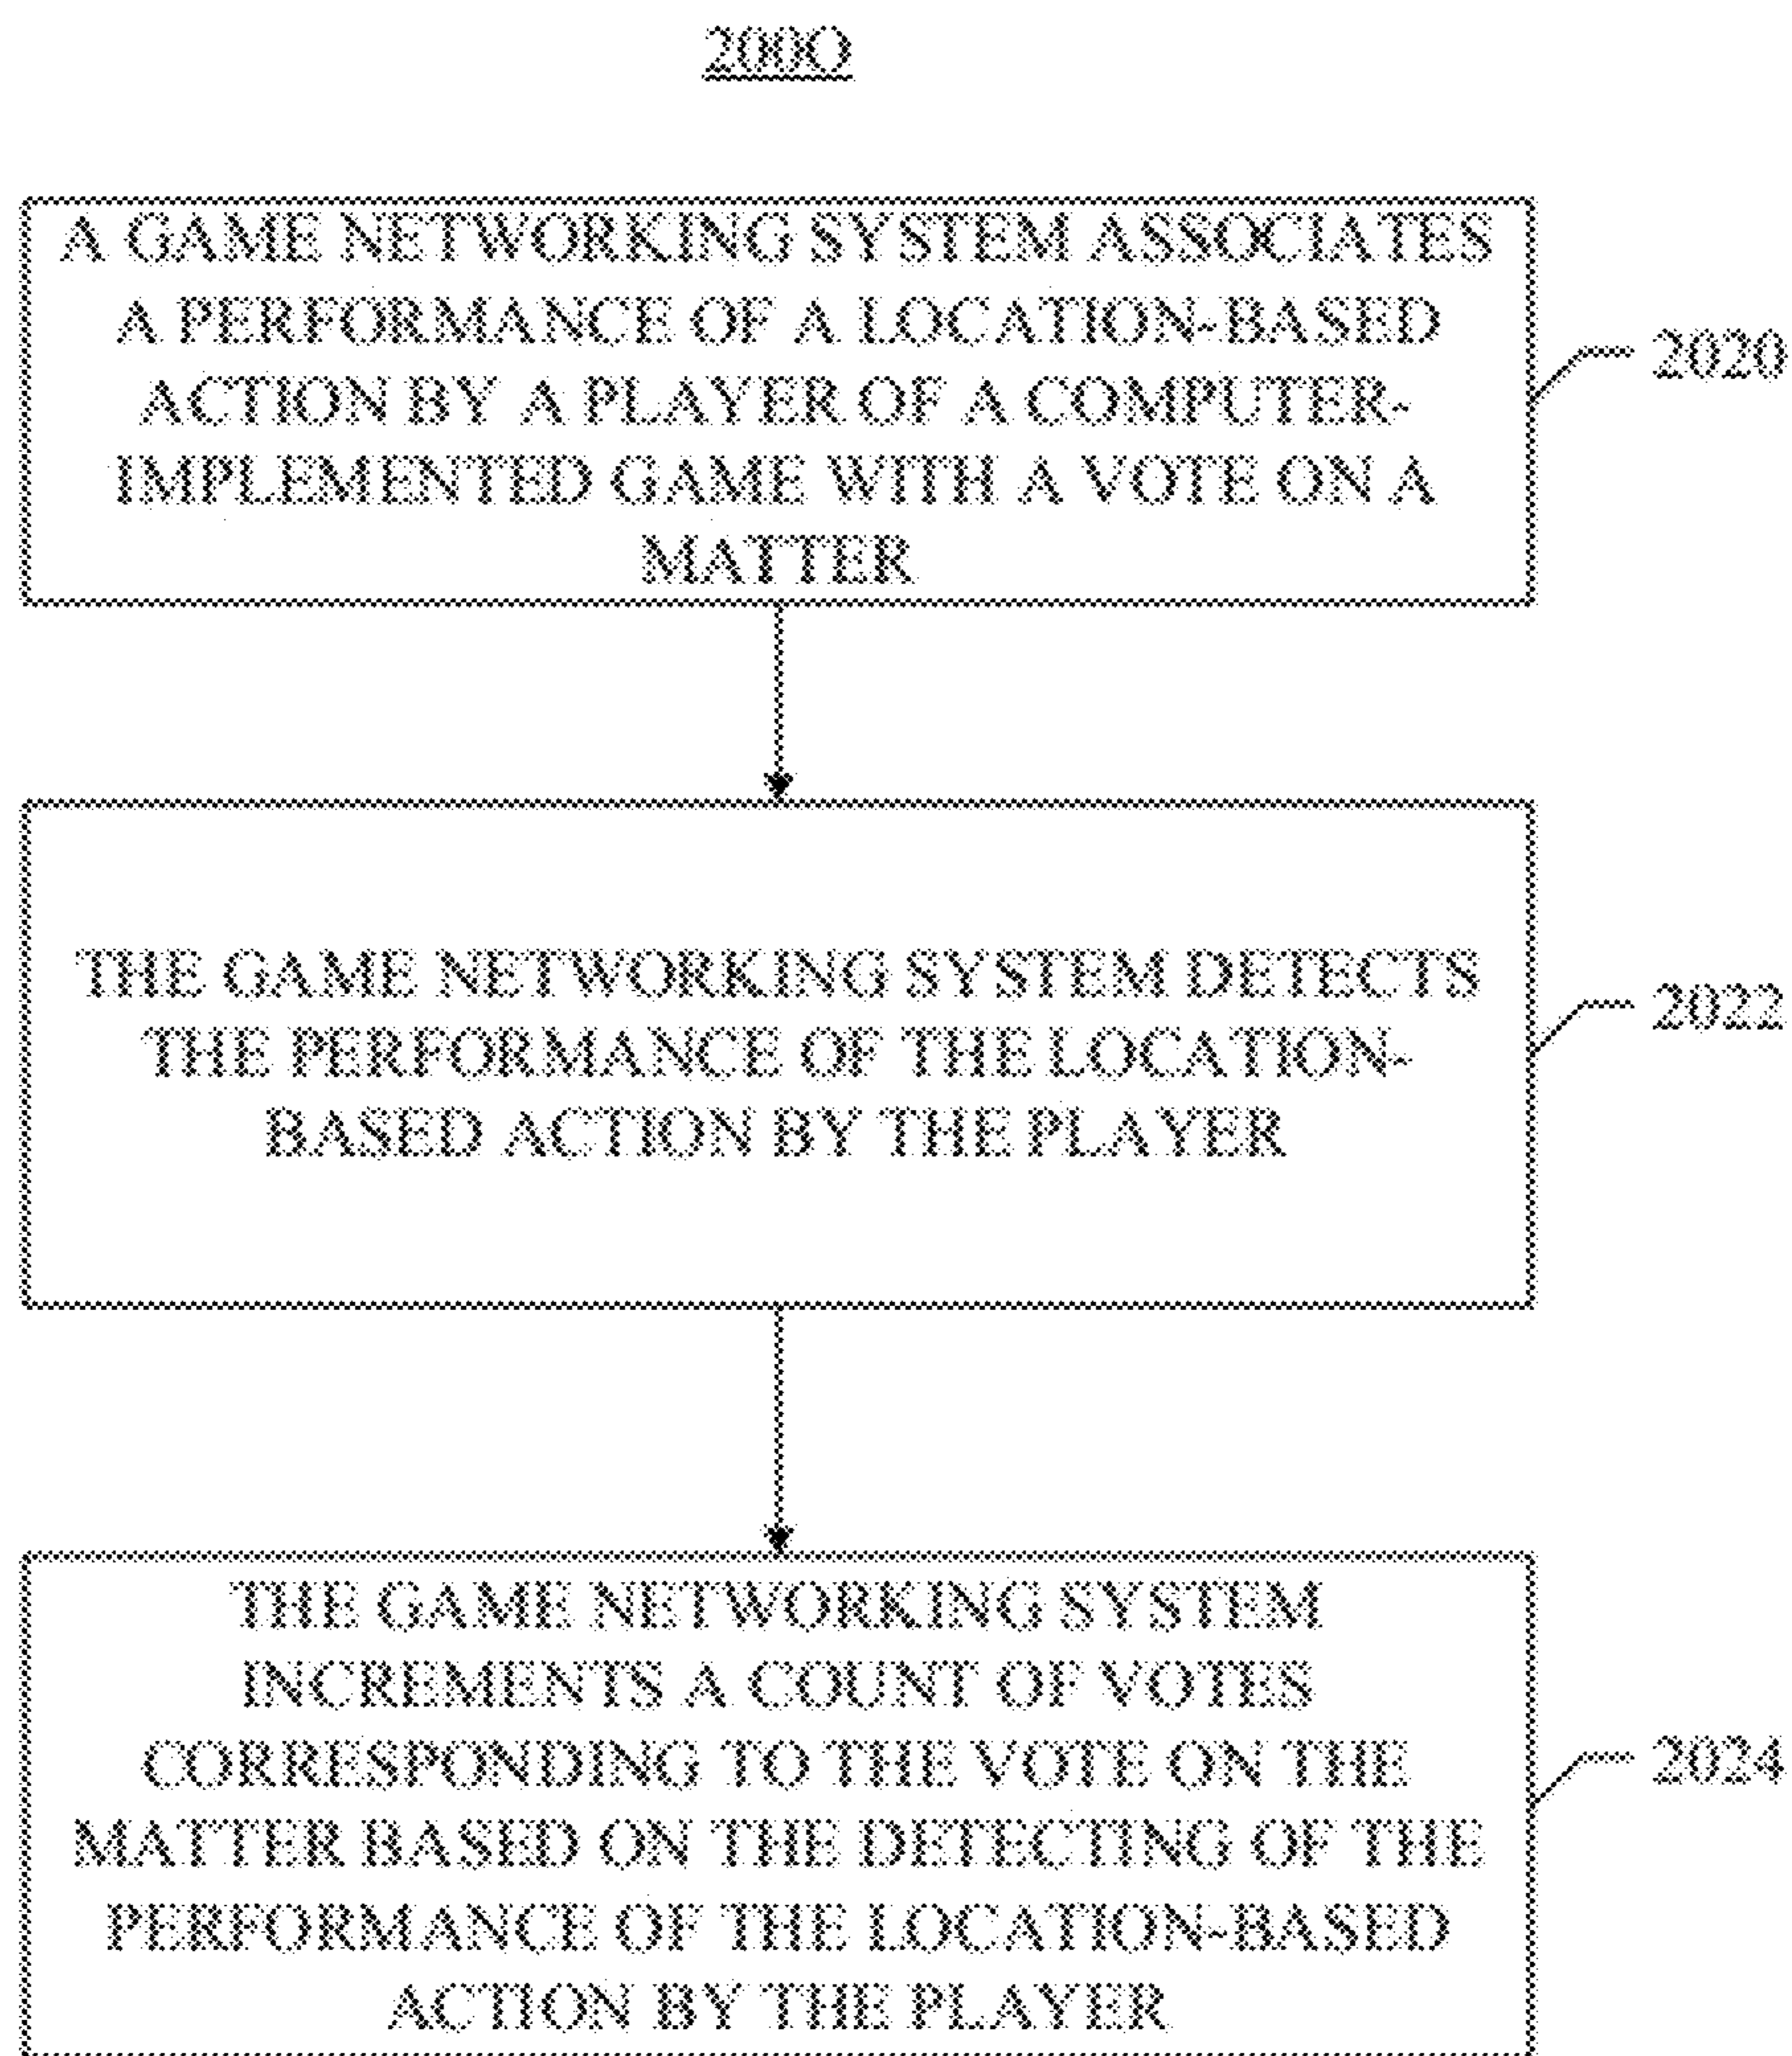 2000
A GAME NETWORKING SYSTEM ASSOCIATES
A PERFORMANCE OF A LOCATION-BASED
ACTION BY A PLAYER OF A COMPUTER-
IMPLEMENTED GAME WITH A VOTE ON A
MATTER
2020
THE GAME NETWORKING SYSTEM DETECTS
THE PERFORMANCE OF THE LOCATION-
BASED ACTION BY THE PLAYER
2022
THE GAME NETWORKING SYSTEM
INCREMENTS A COUNT OF VOTES
CORRESPONDING TO THE VOTE ON THE
MATTER BASED ON THE DETECTING OF THE
PERFORMANCE OF THE LOCATION-BASED
ACTION BY THE PLAYER
2024